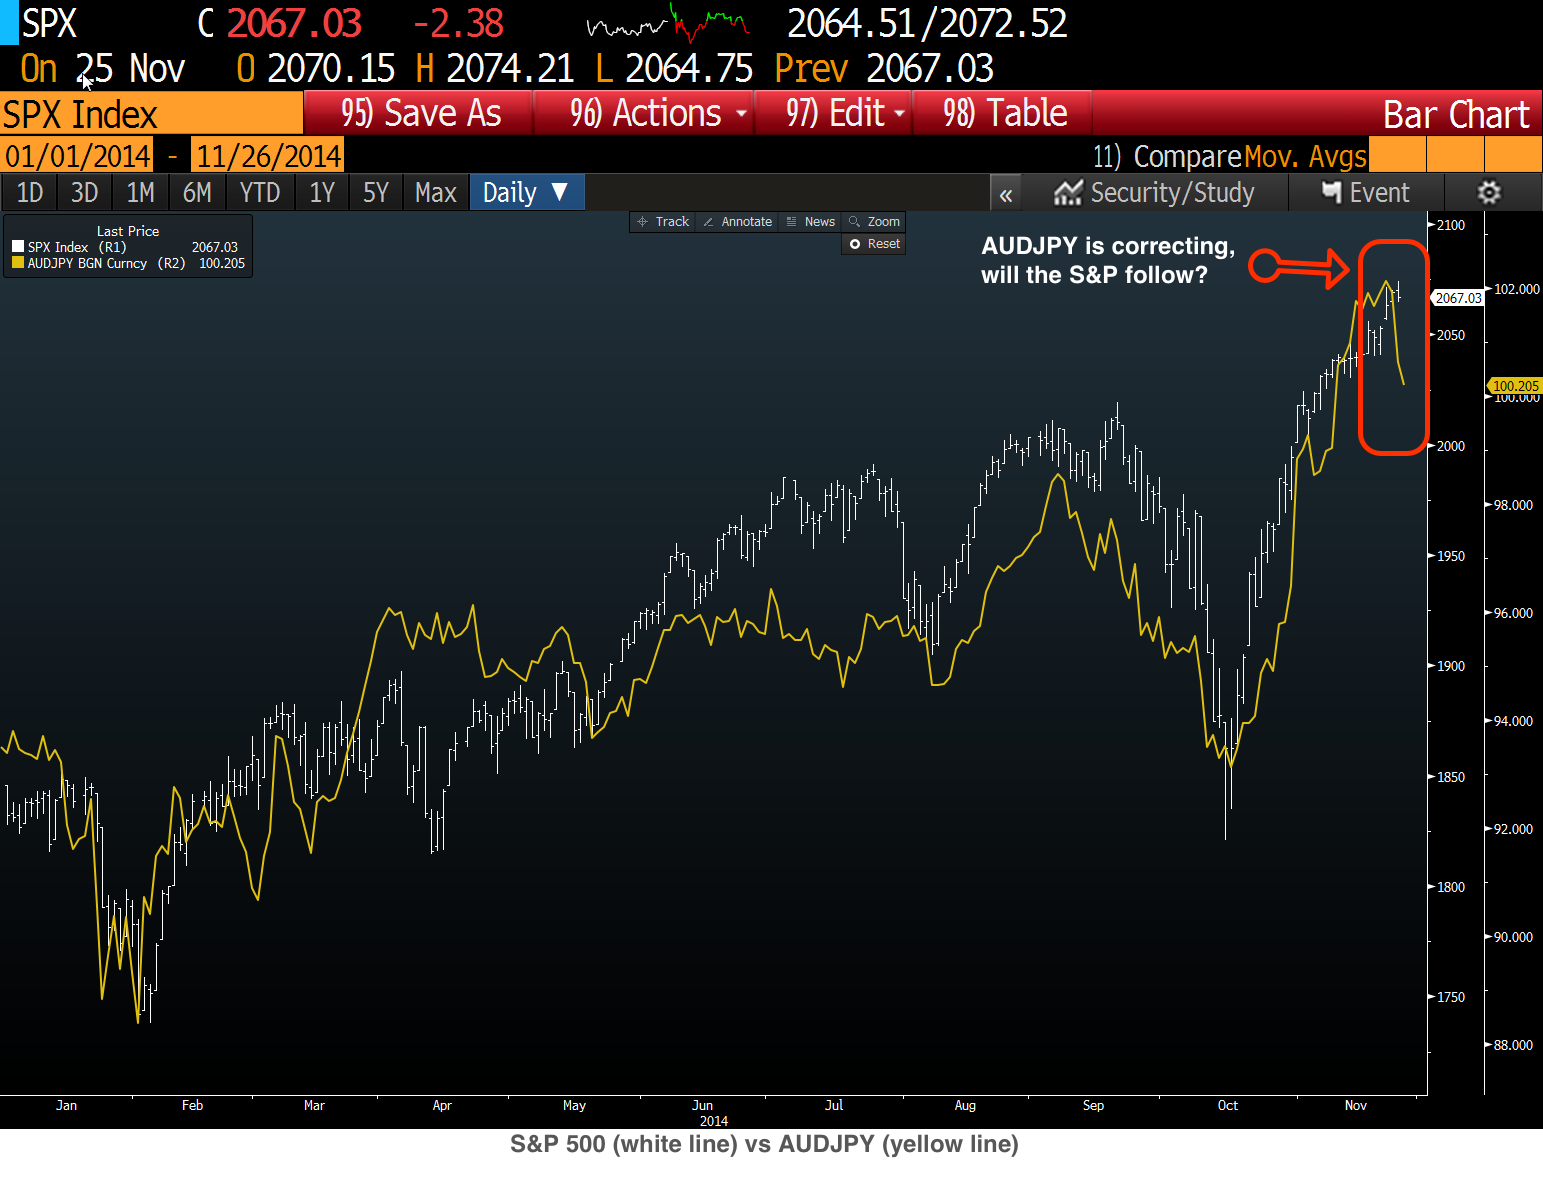 SPX C 2067.03 -2.38 2064.51/2072.52
On 25 Nov O 2070.15 H 2074.21 L 2064.75 Prev 2067.03
SPX Index 95) Save As 96) Actions 97) Edit 98) Table Bar Chart
01/01/2014 - 11/26/2014 11) Compare Mov. Avgs
1D 3D 1M 6M YTD 1Y 5Y Max Daily ▼ « Security/Study Event
Track Annotate News Zoom
Reset
Last Price
SPX Index (R1) 2067.03
AUDJPY BGN Curncy (R2) 100.205
AUDJPY is correcting,
will the S&P follow?
2100
2067.03
2050
2000
1950
1900
1850
1800
1750
102.000
100.205
100.000
98.000
96.000
94.000
92.000
90.000
88.000
Jan Feb Mar Apr May Jun Jul Aug Sep Oct Nov
2014
S&P 500 (white line) vs AUDJPY (yellow line)